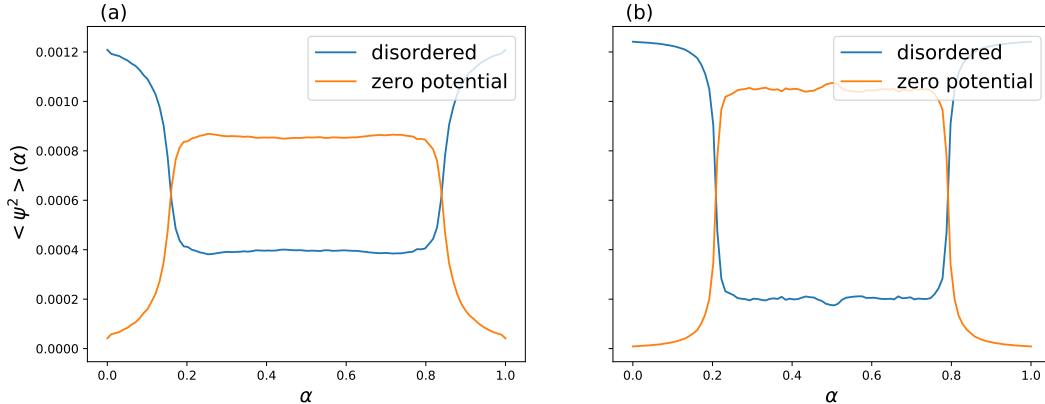 (a)
disordered
zero potential
0.0012
0.0010
0.0008
0.0006
0.0004
0.0002
0.0000
< ψ² > (α)
0.0 0.2 0.4 0.6 0.8 1.0
α
(b)
disordered
zero potential
0.0 0.2 0.4 0.6 0.8 1.0
α